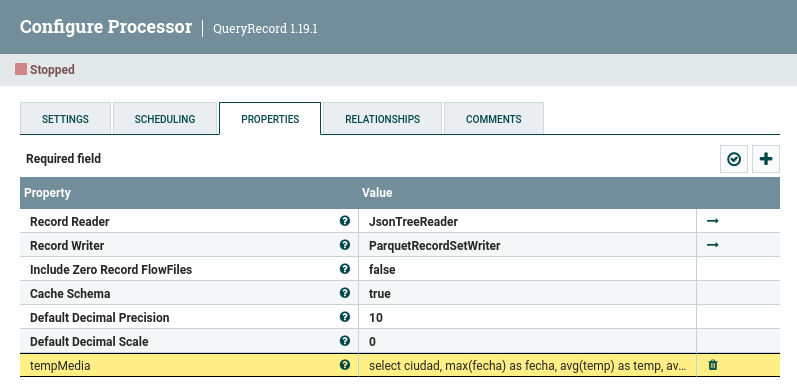 Configure Processor | QueryRecord 1.19.1
Stopped
SETTINGS SCHEDULING PROPERTIES RELATIONSHIPS COMMENTS
Required field
Property Value
Record Reader JsonTreeReader
Record Writer ParquetRecordSetWriter
Include Zero Record FlowFiles false
Cache Schema true
Default Decimal Precision 10
Default Decimal Scale 0
tempMedia select ciudad, max(fecha) as fecha, avg(temp) as temp, av...